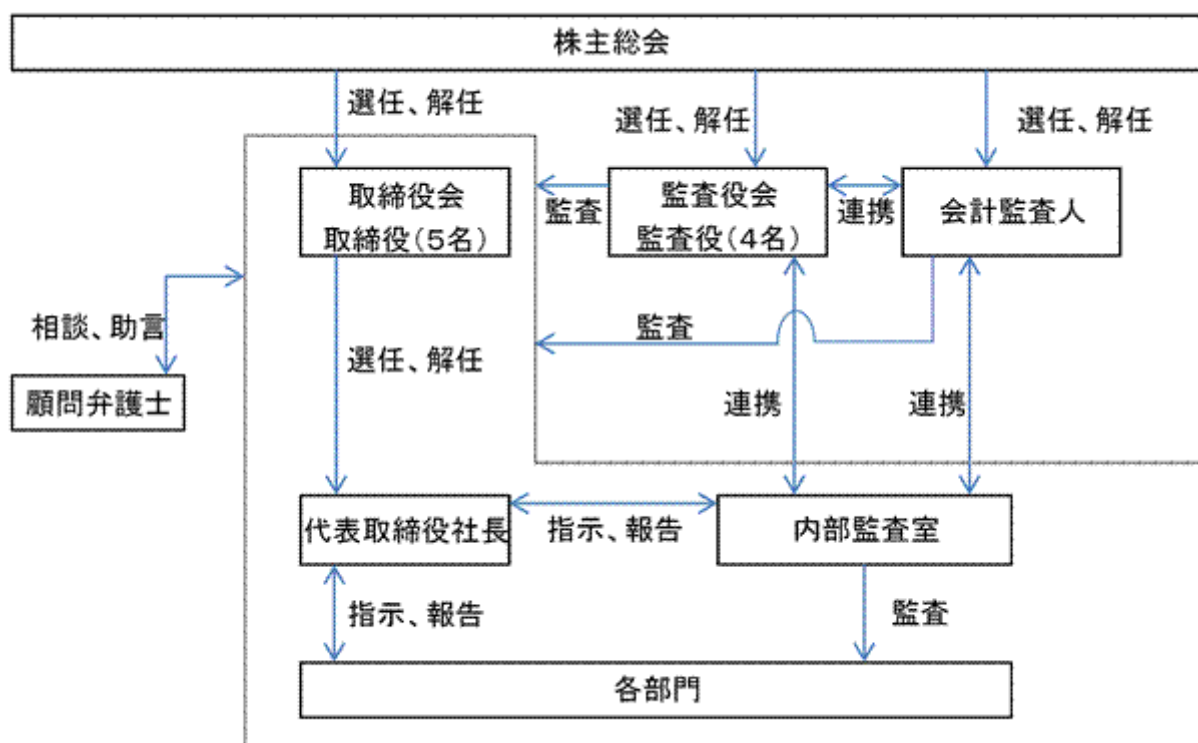 株主総会
選任、解任
選任、解任
選任、解任
取締役会
取締役(5名)
監査
監査役会
監査役(4名)
連携
会計監査人
相談、助言
監査
選任、解任
顧問弁護士
連携
連携
代表取締役社長
指示、報告
内部監査室
指示、報告
監査
各部門